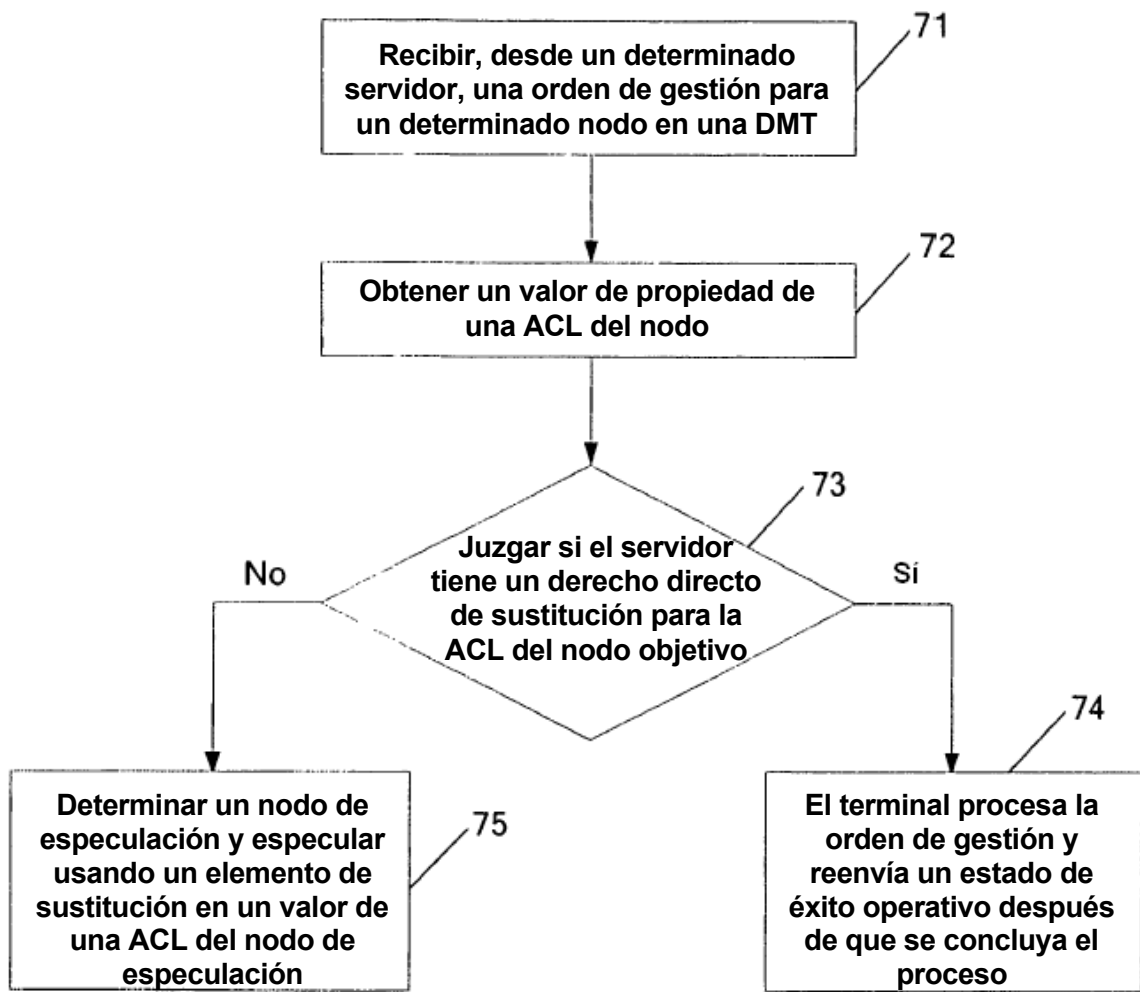 71
Recibir, desde un determinado
servidor, una orden de gestión para
un determinado nodo en una DMT
72
Obtener un valor de propiedad de
una ACL del nodo
73
Juzgar si el servidor
tiene un derecho directo
de sustitución para la
ACL del nodo objetivo
No
Sí
74
Determinar un nodo de
especulación y especular
usando un elemento de
sustitución en un valor de
una ACL del nodo de
especulación
75
El terminal procesa la
orden de gestión y
reenvía un estado de
éxito operativo después
de que se concluya el
proceso